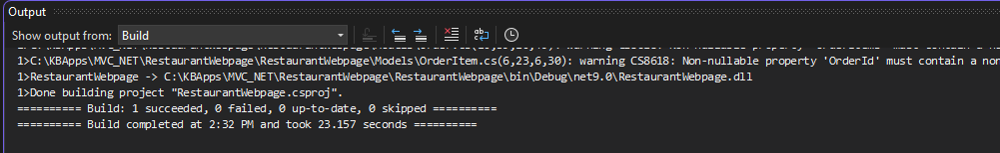 Output
Show output from: Build
1>C:\KBApps\MVC_NET\RestaurantWebpage\RestaurantWebpage\Models\OrderItem.cs(6,23,6,30): warning CS8618: Non-nullable property 'OrderId' must contain a non
1>RestaurantWebpage -> C:\KBApps\MVC_NET\RestaurantWebpage\RestaurantWebpage\bin\Debug\net9.0\RestaurantWebpage.dll
1>Done building project "RestaurantWebpage.csproj".
========== Build: 1 succeeded, 0 failed, 0 up-to-date, 0 skipped ==========
========== Build completed at 2:32 PM and took 23.157 seconds ==========